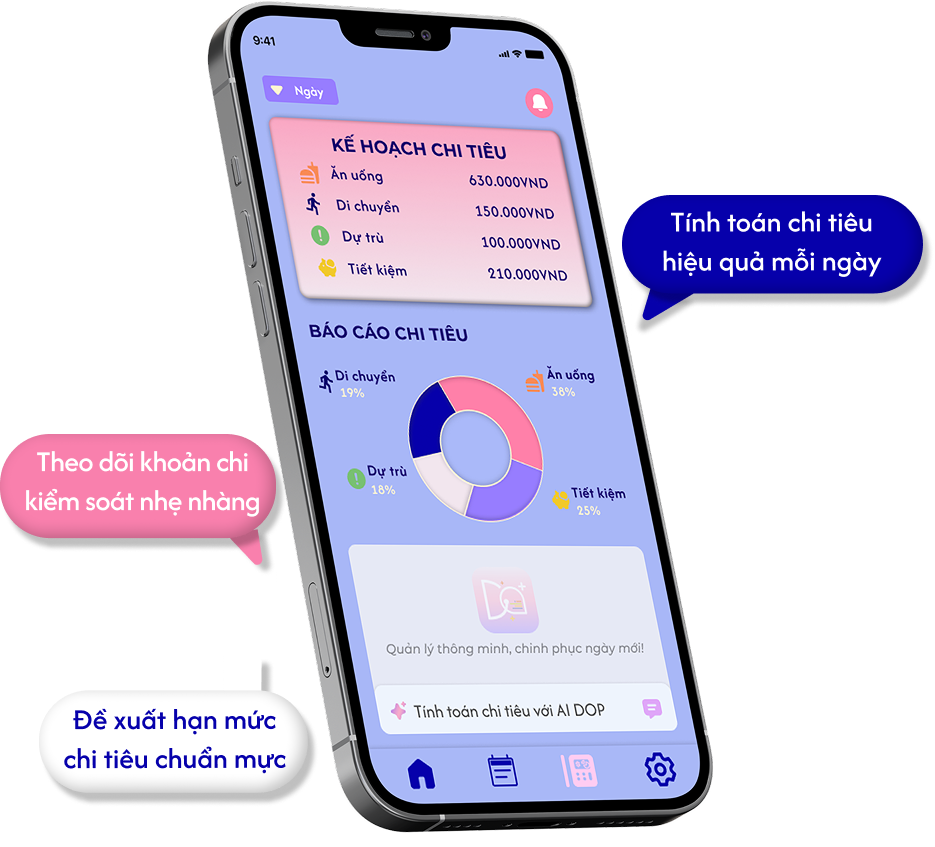 9:41
Ngày
KẾ HOẠCH CHI TIÊU
Ăn uống 630.000VND
Di chuyển 150.000VND
Dự trù 100.000VND
Tiết kiệm 210.000VND
Tính toán chi tiêu
hiệu quả mỗi ngày
BÁO CÁO CHI TIÊU
Di chuyển
19%
Ăn uống
38%
Dự trù
18%
Tiết kiệm
25%
Theo dõi khoản chi
kiểm soát nhẹ nhàng
Quản lý thông minh, chinh phục ngày mới!
Tính toán chi tiêu với AI DOP
Đề xuất hạn mức
chi tiêu chuẩn mực